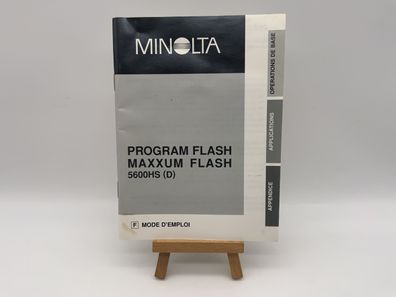 MINOLTA
PROGRAM FLASH
MAXXUM FLASH
5600HS (D)
F MODE D'EMPLOI
OPERATIONS DE BASE
APPLICATIONS
APPENDICE